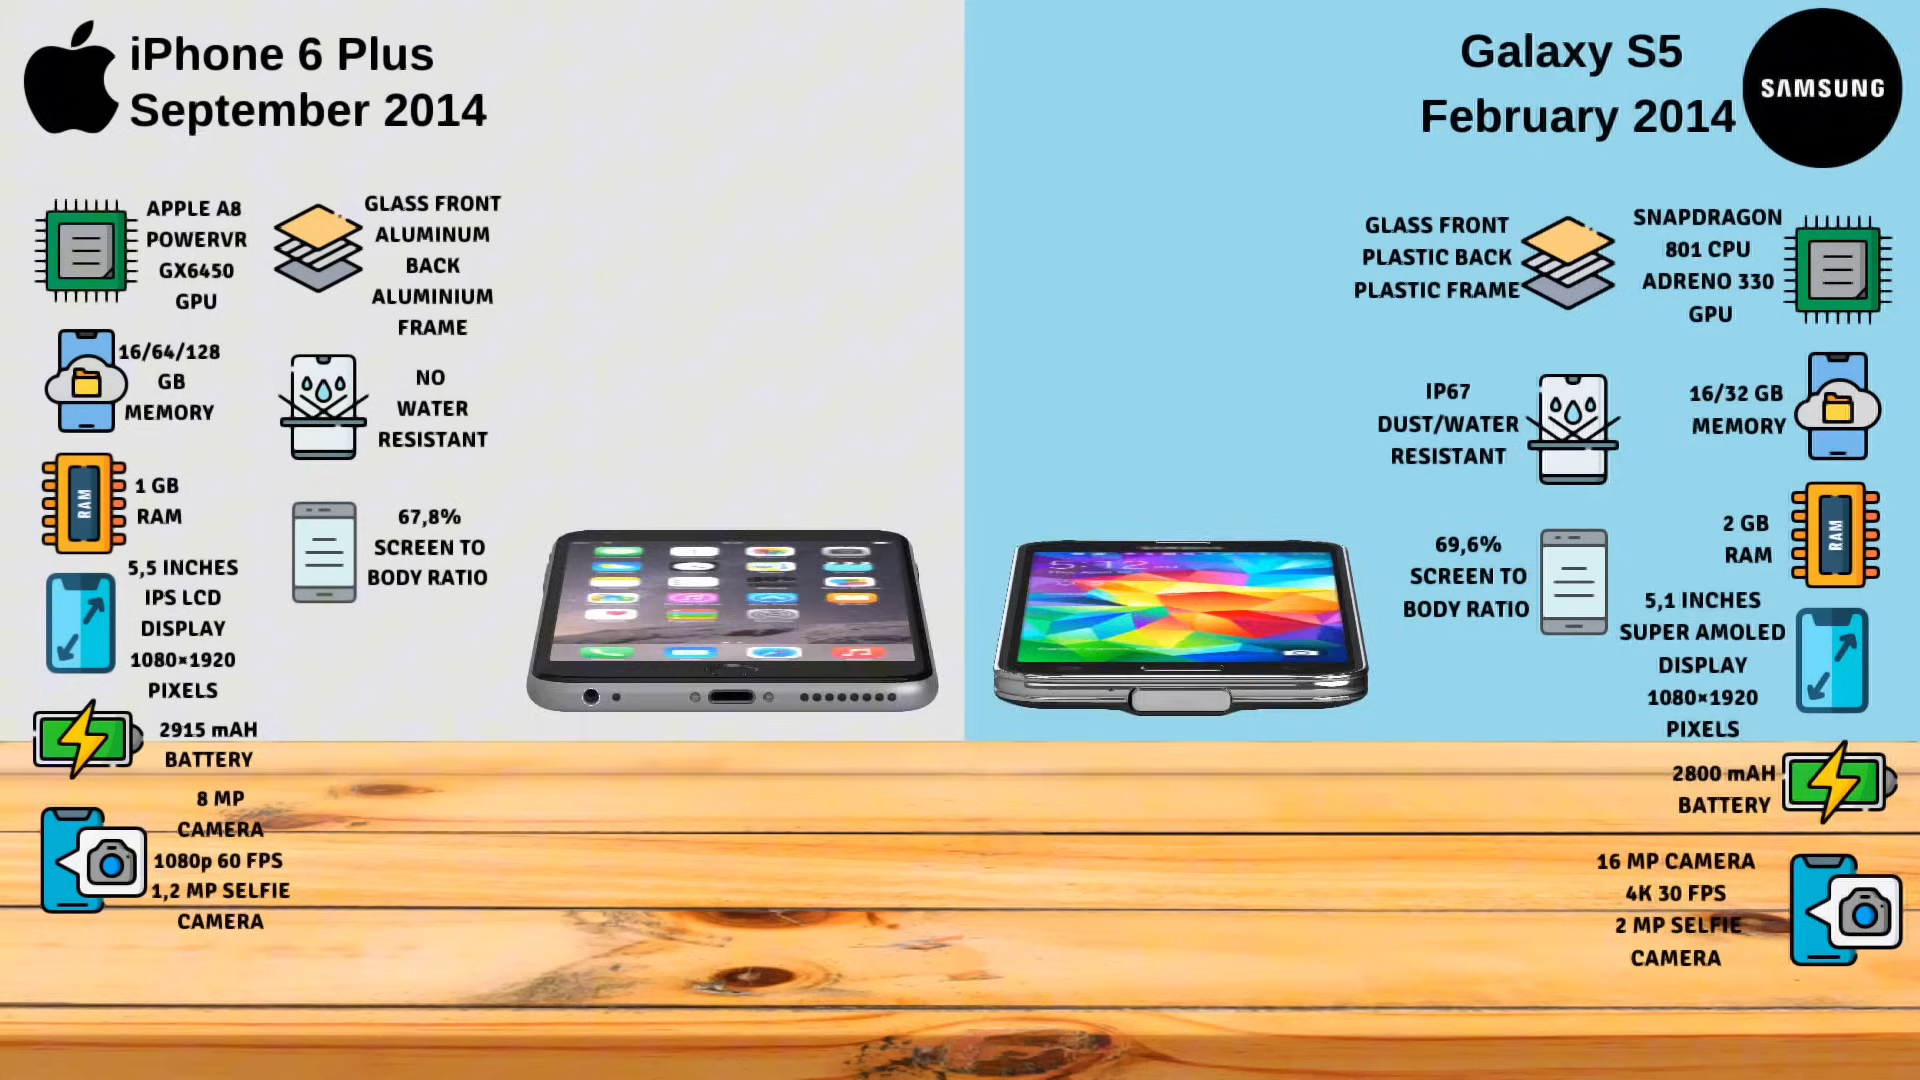 iPhone 6 Plus
September 2014
APPLE A8
POWERVR
GX6450
GPU
16/64/128
GB
MEMORY
RAM
1 GB
RAM
5,5 INCHES
IPS LCD
DISPLAY
1080×1920
PIXELS
2915 mAH
BATTERY
8 MP
CAMERA
1080p 60 FPS
1,2 MP SELFIE
CAMERA
GLASS FRONT
ALUMINUM
BACK
ALUMINIUM
FRAME
NO
WATER
RESISTANT
67,8%
SCREEN TO
BODY RATIO
5:12
Galaxy S5
February 2014
SAMSUNG
GLASS FRONT
PLASTIC BACK
PLASTIC FRAME
IP67
DUST/WATER
RESISTANT
69,6%
SCREEN TO
BODY RATIO
SNAPDRAGON
801 CPU
ADRENO 330
GPU
16/32 GB
MEMORY
2 GB
RAM
RAM
5,1 INCHES
SUPER AMOLED
DISPLAY
1080×1920
PIXELS
2800 mAH
BATTERY
16 MP CAMERA
4K 30 FPS
2 MP SELFIE
CAMERA